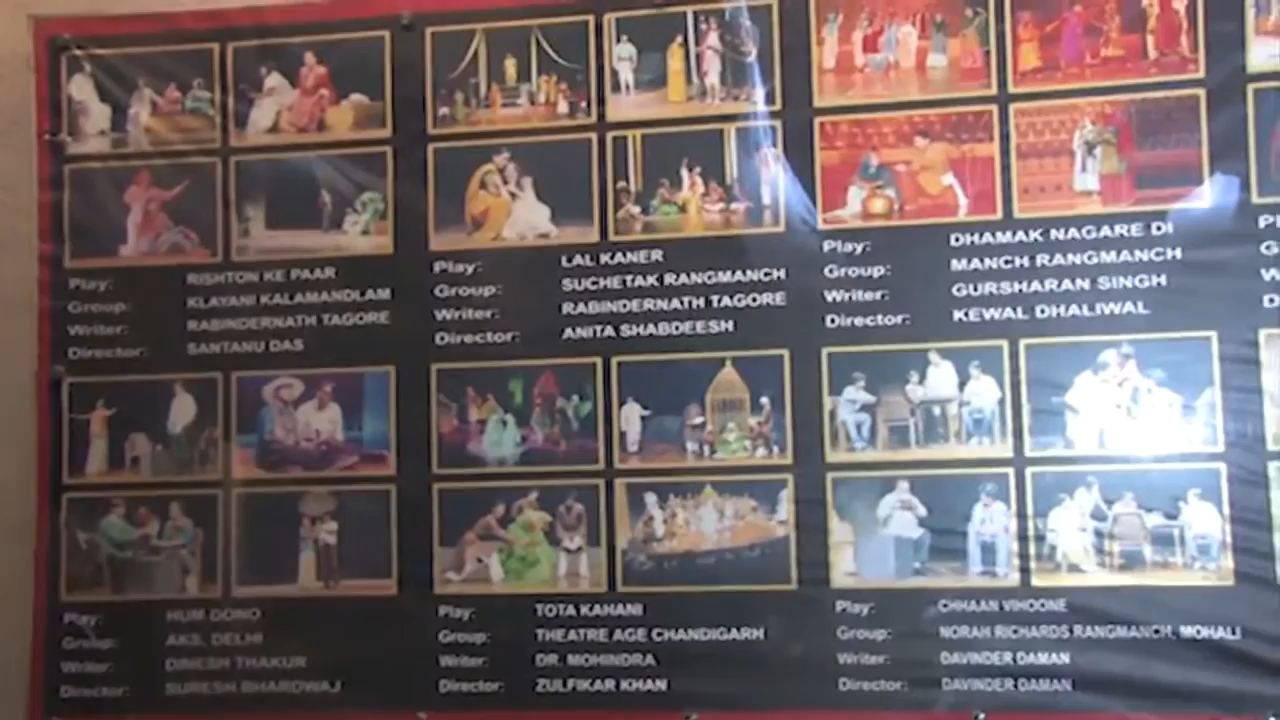 Play: RISHTON KE PAAR
Group: KLAYANI KALAMANDLAM
Writer: RABINDERNATH TAGORE
Director: SANTANU DAS
Play: LAL KANER
Group: SUCHETAK RANGMANCH
Writer: RABINDERNATH TAGORE
Director: ANITA SHABDEESH
Play: DHAMAK NAGARE DI
Group: MANCH RANGMANCH
Writer: GURSHARAN SINGH
Director: KEWAL DHALIWAL
Play: HUM DONO
Group: AKS. DELHI
Writer: DINESH THAKUR
Director: SURESH BHARDWAJ
Play: TOTA KAHANI
Group: THEATRE AGE CHANDIGARH
Writer: DR. MOHINDRA
Director: ZULFIKAR KHAN
Play: CHHAAN VIHOONE
Group: NORAH RICHARDS RANGMANCH, MOHALI
Writer: DAVINDER DAMAN
Director: DAVINDER DAMAN